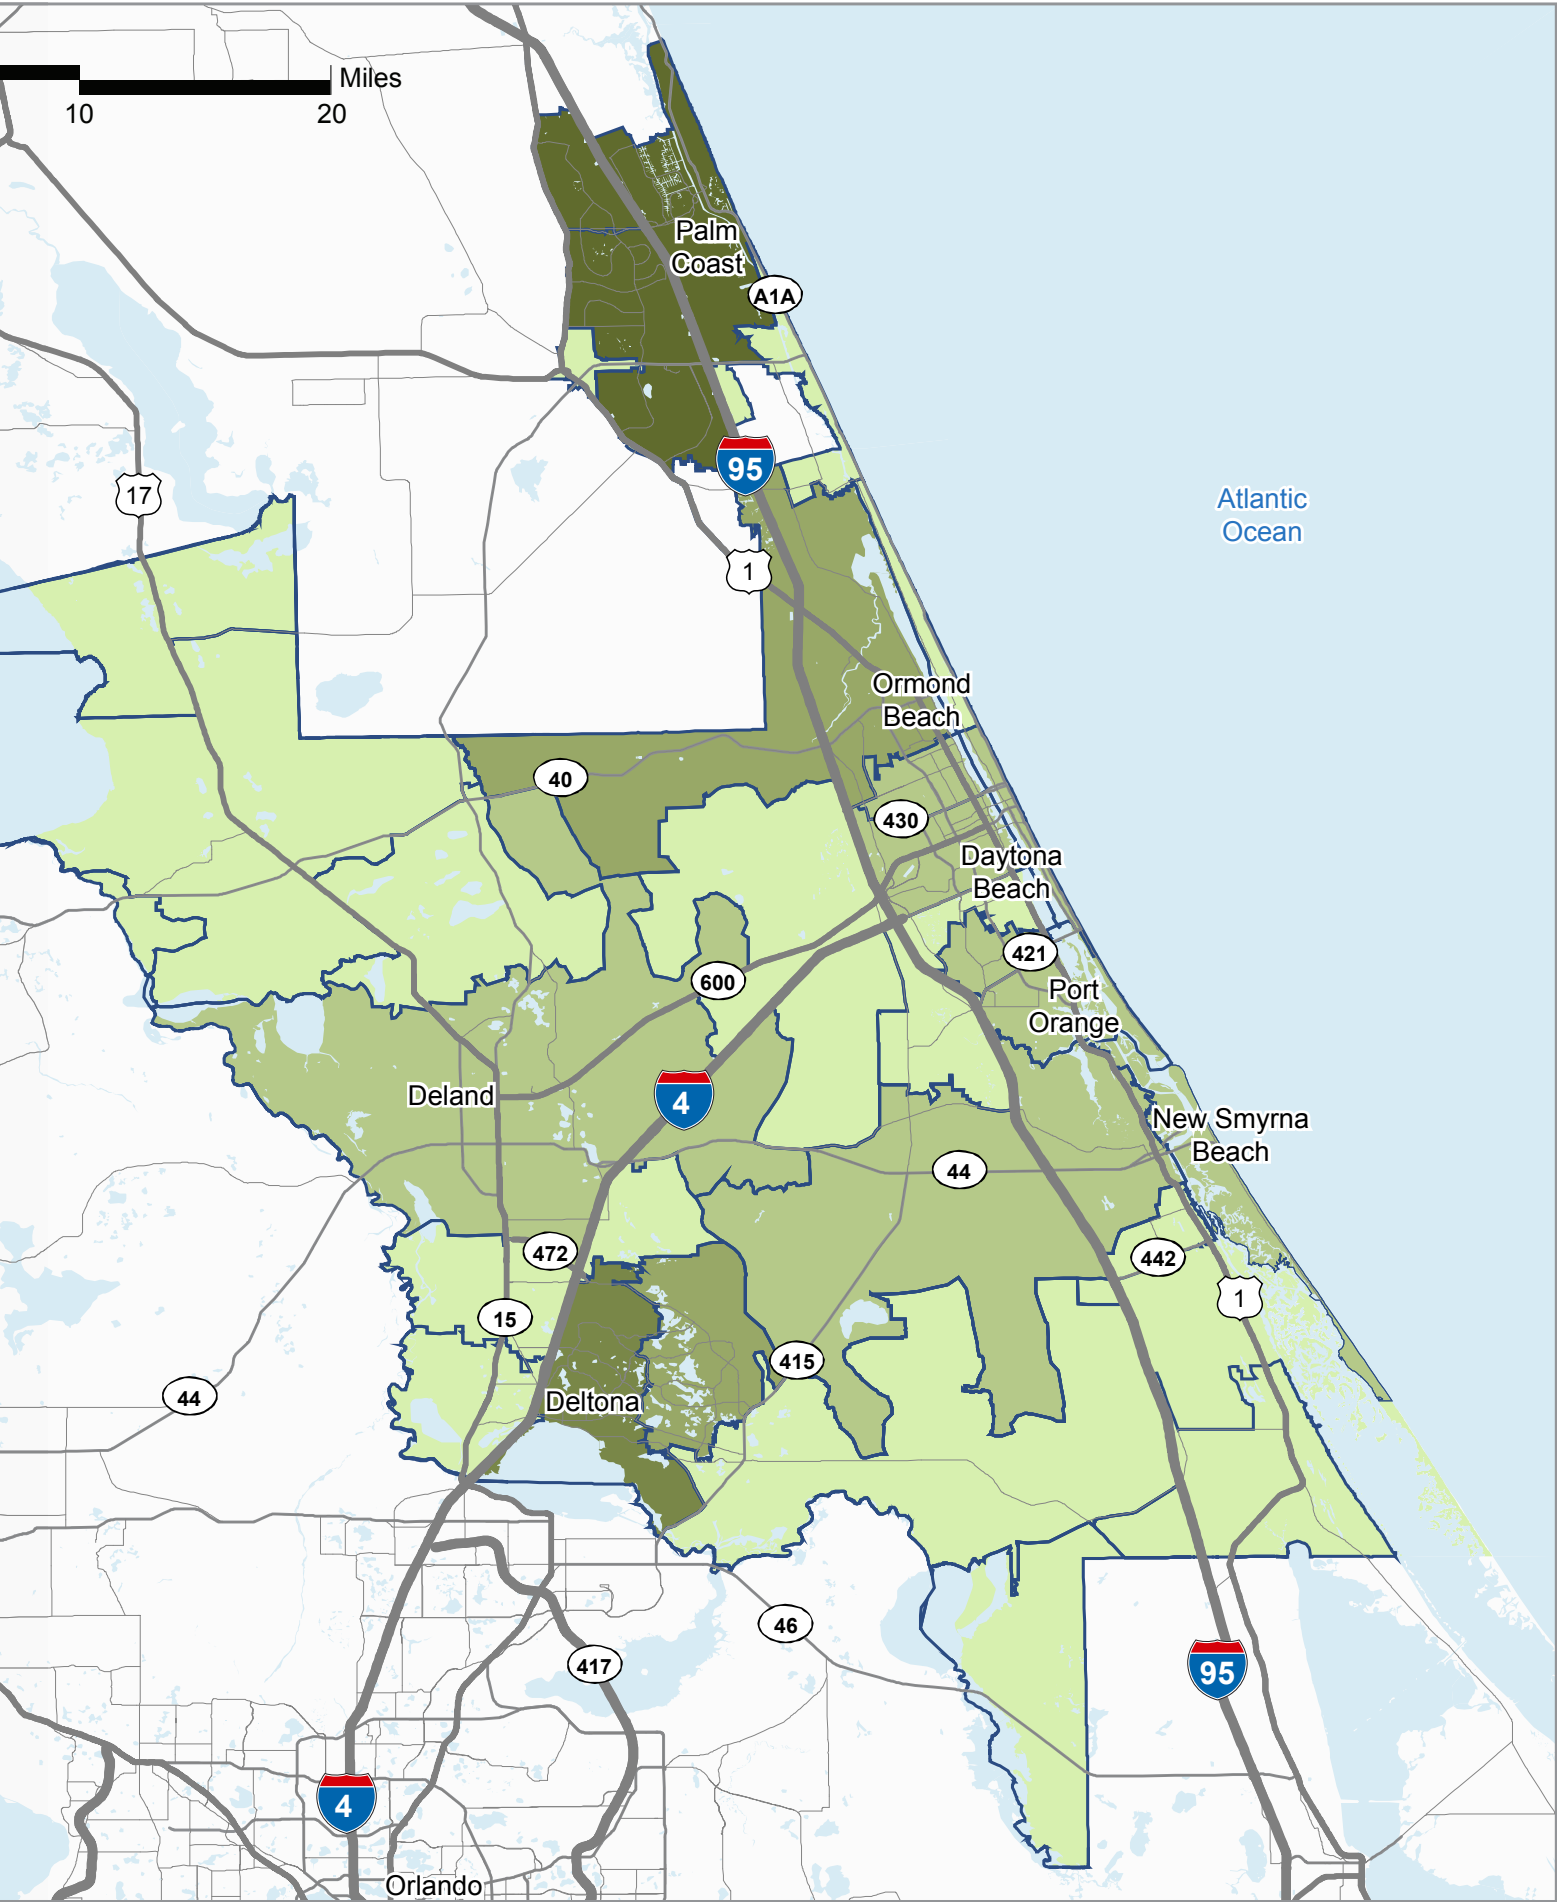 Miles
10
20
Palm
Coast
A1A
95
17
Atlantic
Ocean
1
Ormond
Beach
40
430
Daytona
Beach
421
600
Port
Orange
Deland
4
New Smyrna
Beach
44
472
442
1
15
415
44
Deltona
46
417
95
4
Orlando